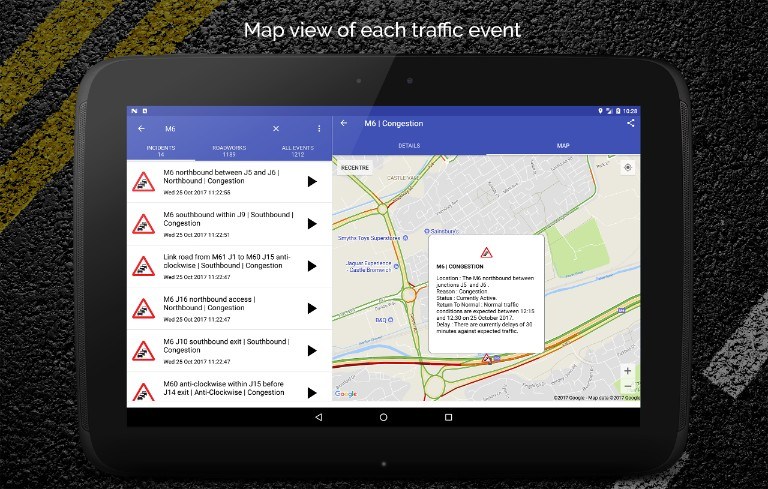 Map view of each traffic event
10:28
M6
INCIDENTS
14
ROADWORKS
ALL EVENTS
1212
M6 northbound between J5 and J6 |
Northbound | Congestion
Wed 25 Oct 2017 11:22:55
M6 southbound within J9 | Southbound |
Congestion
Wed 25 Oct 2017 11:22:51
Link road from M61 J1 to M60 J15 anti-
clockwise | Southbound | Congestion
Wed 25 Oct 2017 11:22:47
M6 J16 northbound access |
Northbound | Congestion
Wed 25 Oct 2017 11:22:47
M6 J10 southbound exit | Southbound |
Congestion
Wed 25 Oct 2017 11:22:47
M60 anti-clockwise within J15 before
J14 exit | Anti-Clockwise | Congestion
M6 | Congestion
DETAILS
MAP
RECENTRE
CASTLE VALE
Sainsbury's
Smyths Toys Superstores
Jaguar Experience
- Castle Bromwich
B&Q
M6 | CONGESTION
Location : The M6 northbound between
junctions J5 and J6 .
Reason : Congestion
Status : Currently Active.
Return To Normal : Normal traffic
conditions are expected between 12:15
and 12:30 on 25 October 2017.
Delay : There are currently delays of 30
minutes against expected traffic.
+
−
Google
©2017 Google - Map data ©2017 Google